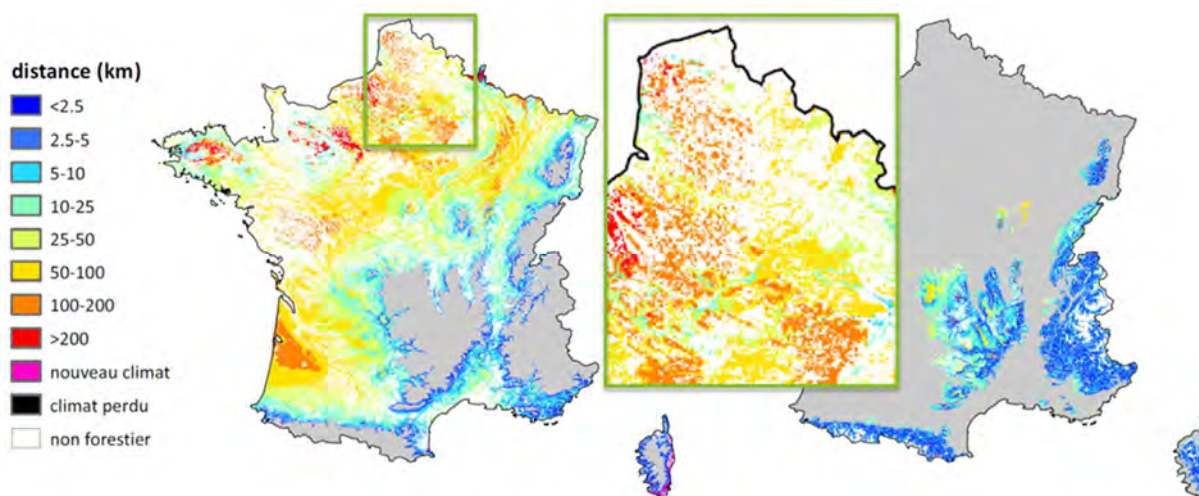 distance (km)
<2.5
2.5-5
5-10
10-25
25-50
50-100
100-200
>200
nouveau climat
climat perdu
non forestier